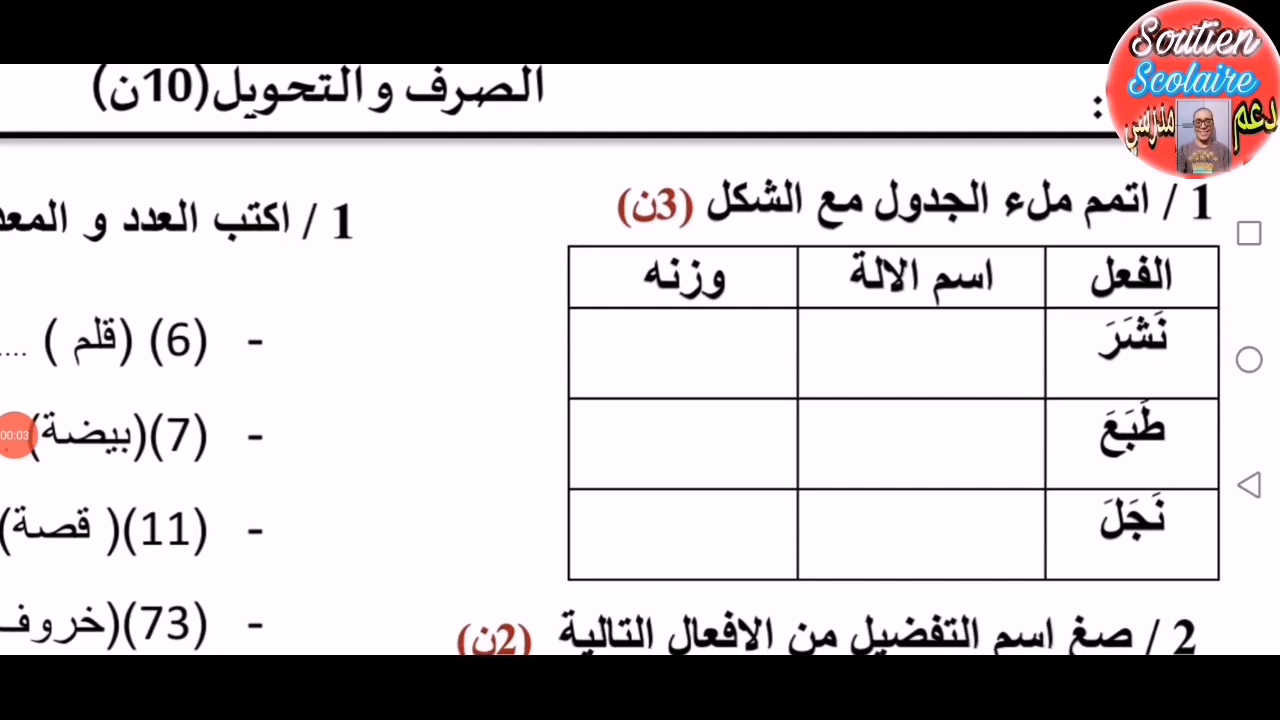 Soutien
Scolaire
دعم مدرسي
الصرف و التحويل(10ن)
:
1 / اتمم ملء الجدول مع الشكل (3ن)
الفعل اسم الالة وزنه
نَشَرَ
طَبَعَ
نَجَلَ
2 / صغ اسم التفضيل من الافعال التالية (2ن)
1 / اكتب العدد و
- (6) (قلم ) ....
- (7)(بيضة)
- (11)( قصة)
- (73)(خروف
00:03